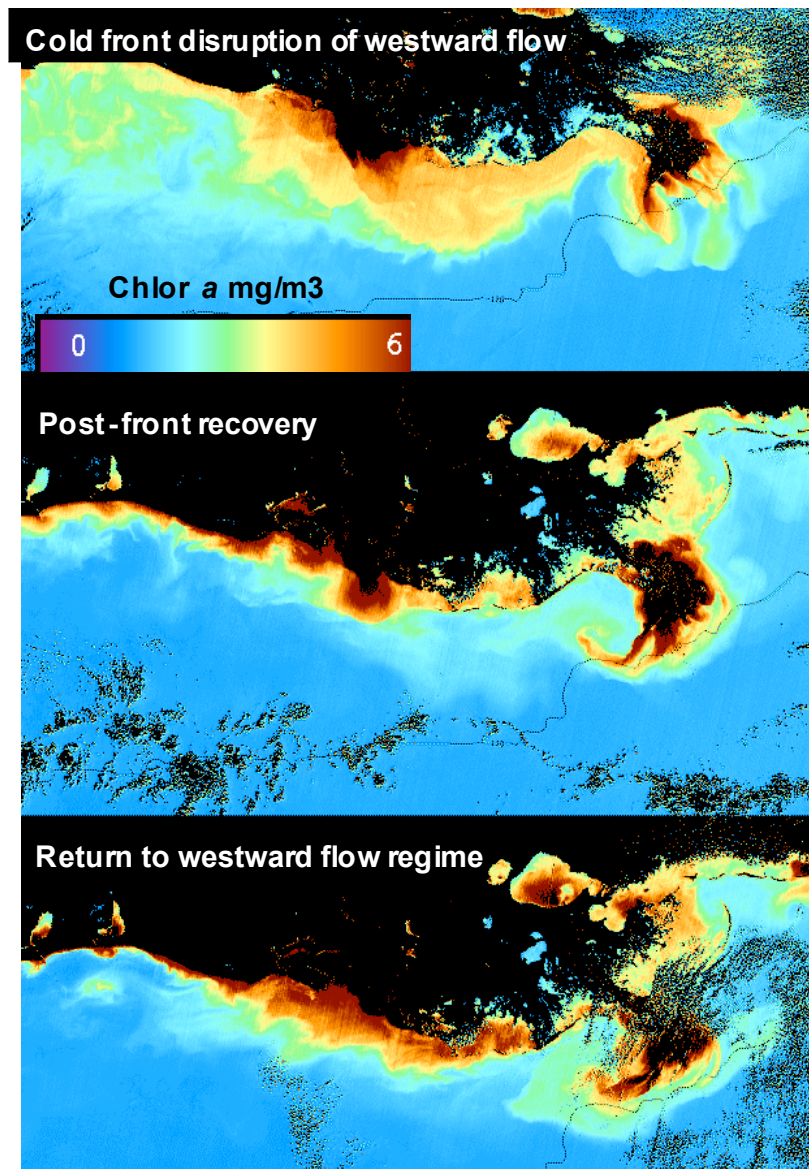 Cold front disruption of westward flow
Chlor a mg/m3
0 6
Post-front recovery
Return to westward flow regime